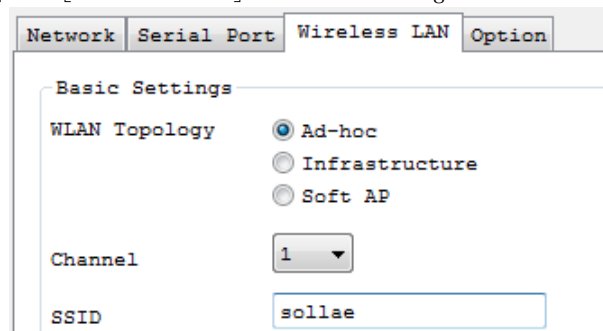 Network Serial Port Wireless LAN Option
Basic Settings
WLAN Topology Ad-hoc
Infrastructure
Soft AP
Channel 1
SSID sollae